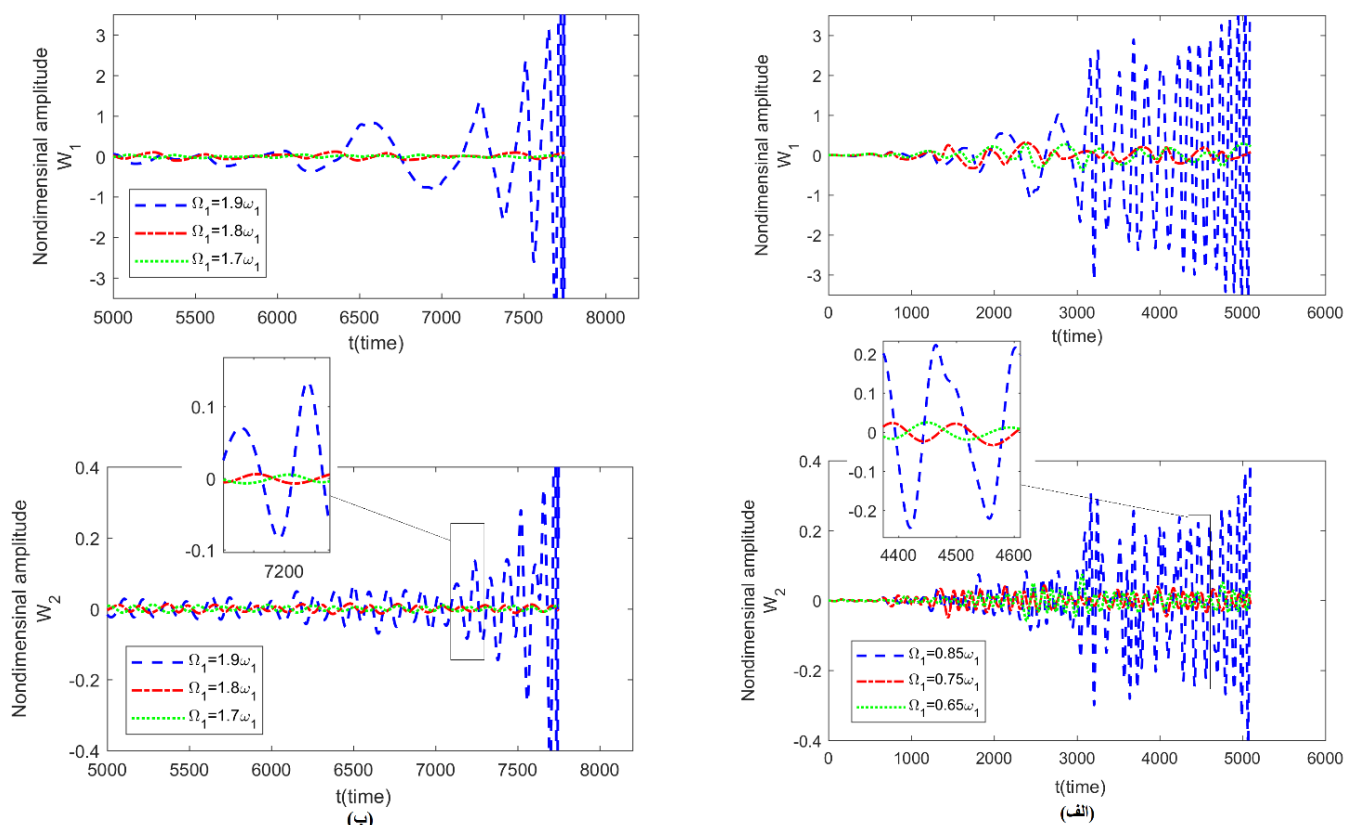 3
2
1
0
-1
-2
-3
Nondimensinal amplitude
W1
Ω1=1.9ω1
Ω1=1.8ω1
Ω1=1.7ω1
5000 5500 6000 6500 7000 7500 8000
t(time)
3
2
1
0
-1
-2
-3
Nondimensinal amplitude
W1
0 1000 2000 3000 4000 5000 6000
t(time)
0.1
0
-0.1
7200
0.4
0.2
0
-0.2
-0.4
Nondimensinal amplitude
W2
Ω1=1.9ω1
Ω1=1.8ω1
Ω1=1.7ω1
5000 5500 6000 6500 7000 7500 8000
t(time)
(ب)
0.2
0.1
0
-0.1
-0.2
4400 4500 4600
0.4
0.2
0
-0.2
-0.4
Nondimensinal amplitude
W2
Ω1=0.85ω1
Ω1=0.75ω1
Ω1=0.65ω1
0 1000 2000 3000 4000 5000 6000
t(time)
(الف)